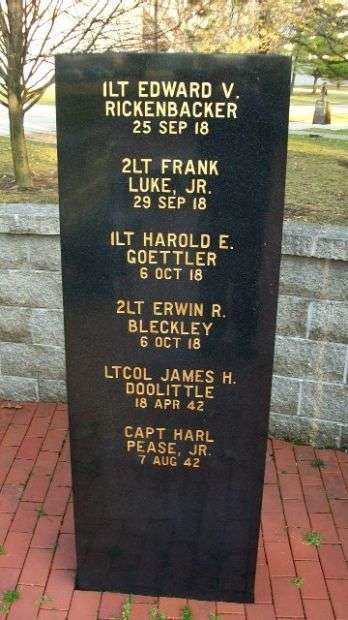 1LT EDWARD V.
RICKENBACKER
25 SEP 18
2LT FRANK
LUKE, JR.
29 SEP 18
1LT HAROLD E.
GOETTLER
6 OCT 18
2LT ERWIN R.
BLECKLEY
6 OCT 18
LTCOL JAMES H.
DOOLITTLE
18 APR 42
CAPT HARL
PEASE, JR.
7 AUG 42